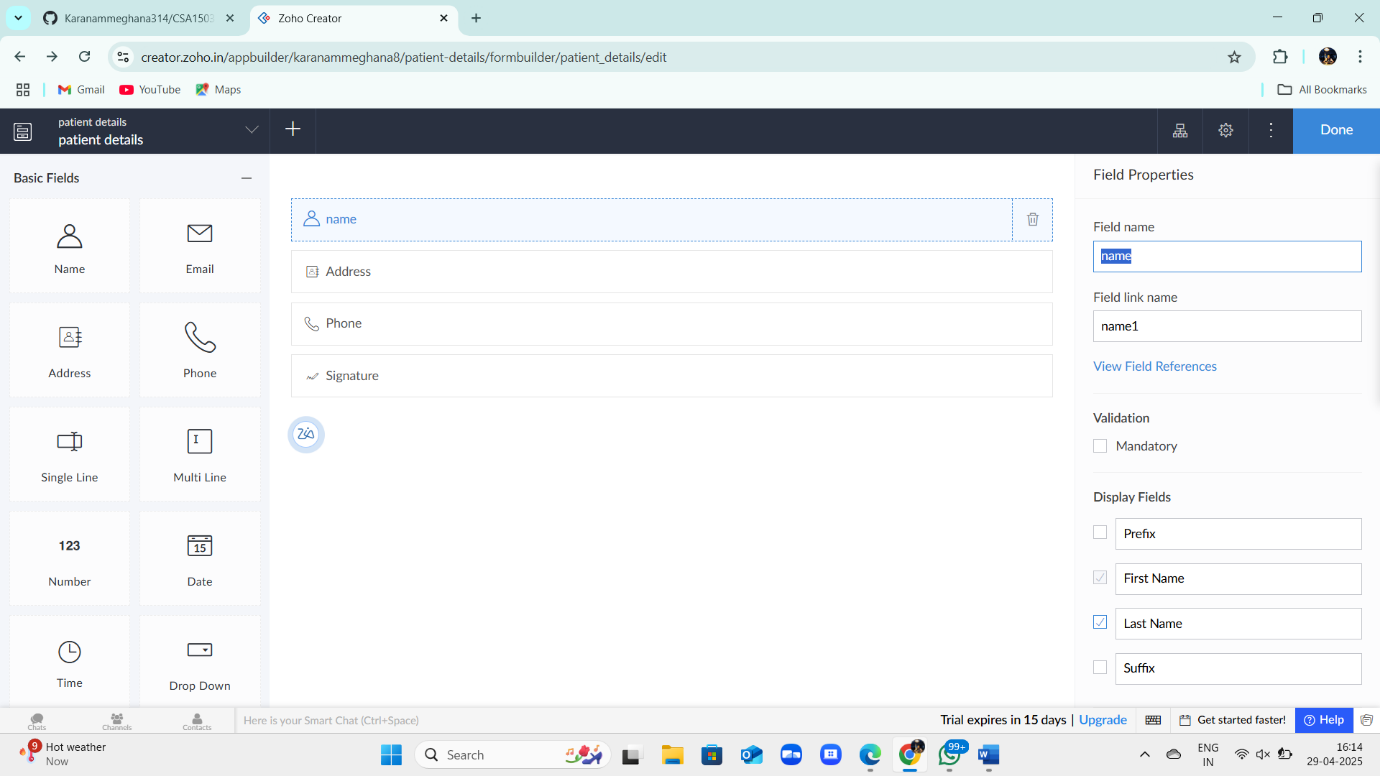 Karanammeghana314/CSA1503
Zoho Creator
creator.zoho.in/appbuilder/karanammeghana8/patient-details/formbuilder/patient_details/edit
Gmail
YouTube
Maps
All Bookmarks
patient details
patient details
Done
Basic Fields
Name
Email
Address
Phone
Single Line
Multi Line
123
Number
15
Date
Time
Drop Down
name
Address
Phone
Signature
Zia
Field Properties
Field name
name
Field link name
name1
View Field References
Validation
Mandatory
Display Fields
Prefix
First Name
Last Name
Suffix
Chats
Channels
Contacts
Here is your Smart Chat (Ctrl+Space)
Trial expires in 15 days | Upgrade
Get started faster!
Help
9
Hot weather
Now
Search
99+
ENG
IN
16:14
29-04-2025